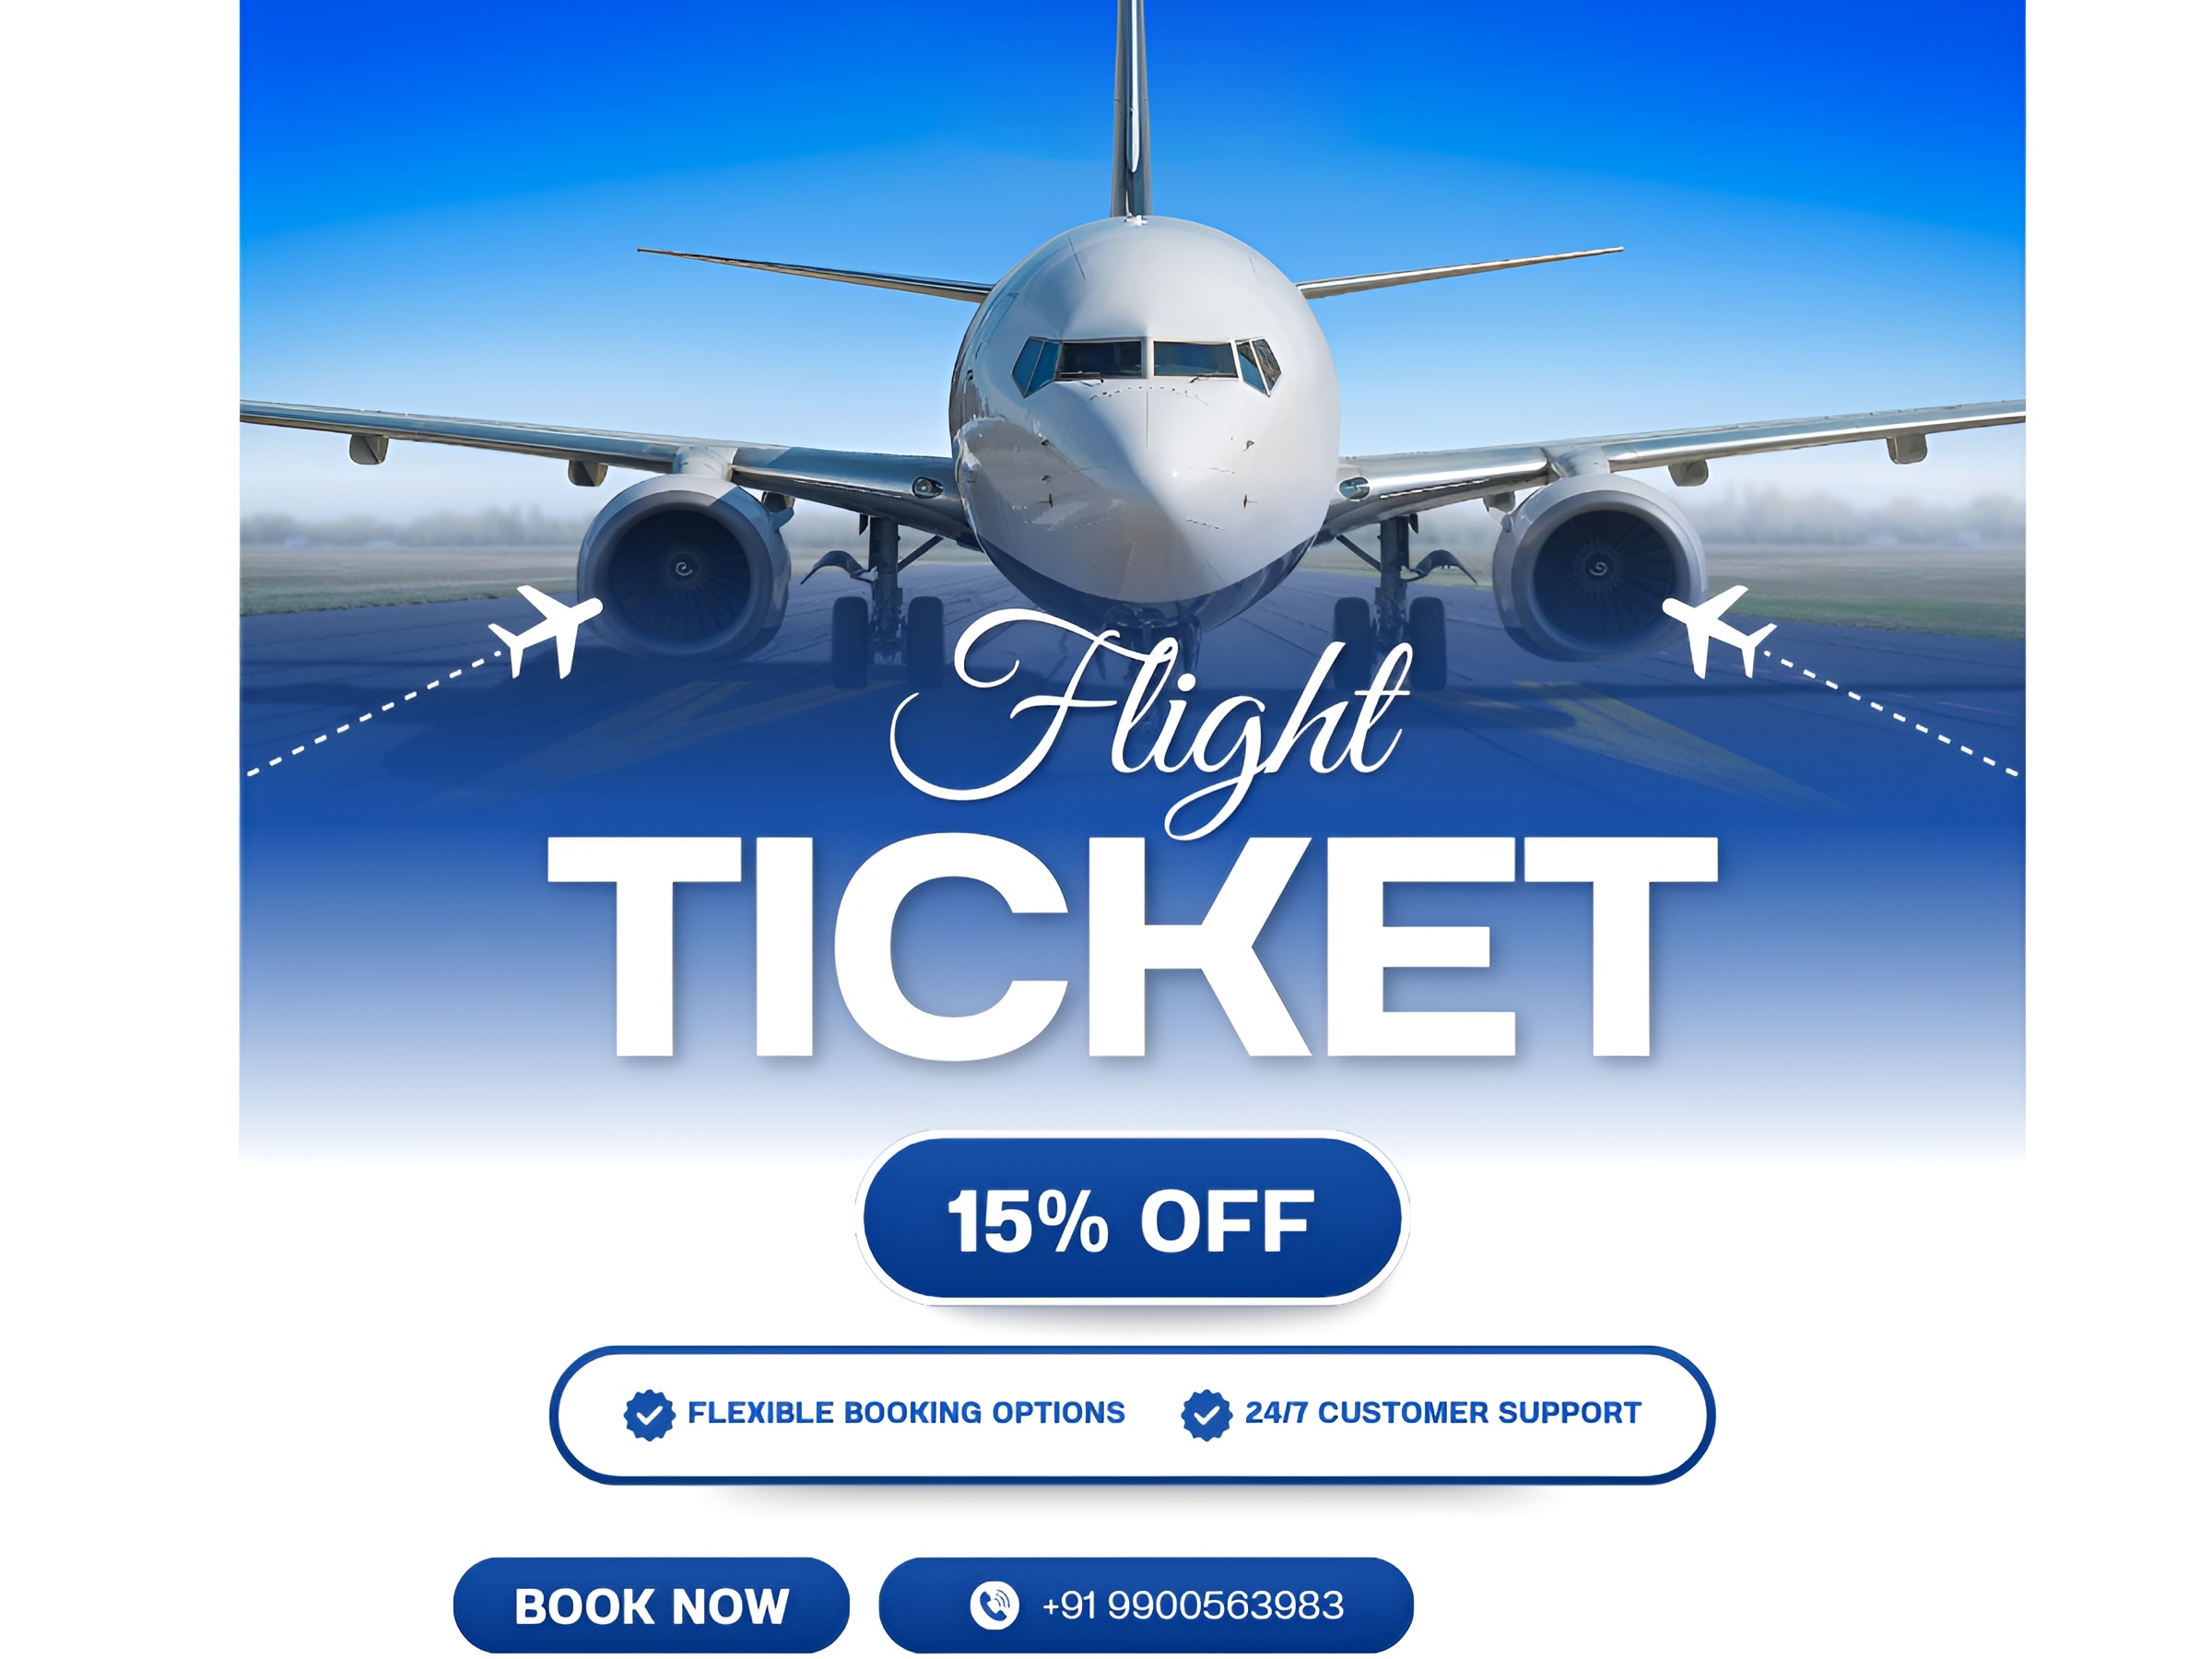 Flight
TICKET
15% OFF
FLEXIBLE BOOKING OPTIONS 24/7 CUSTOMER SUPPORT
BOOK NOW +91 9900563983